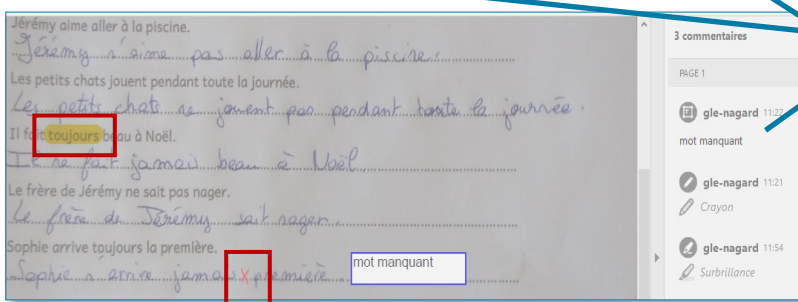 Jérémy aime aller à la piscine.
Jérémy n'aime pas aller à la piscine.
Les petits chats jouent pendant toute la journée.
Les petits chats ne jouent pas pendant toute la journée.
Il fait toujours beau à Noël.
Il ne fait jamais beau à Noël.
Le frère de Jérémy ne sait pas nager.
Le frère de Jérémy sait nager.
Sophie arrive toujours la première.
Sophie n'arrive jamais x première
mot manquant
3 commentaires
PAGE 1
gle-nagard 11:22
mot manquant
gle-nagard 11:21
Crayon
gle-nagard 11:54
Surbrillance